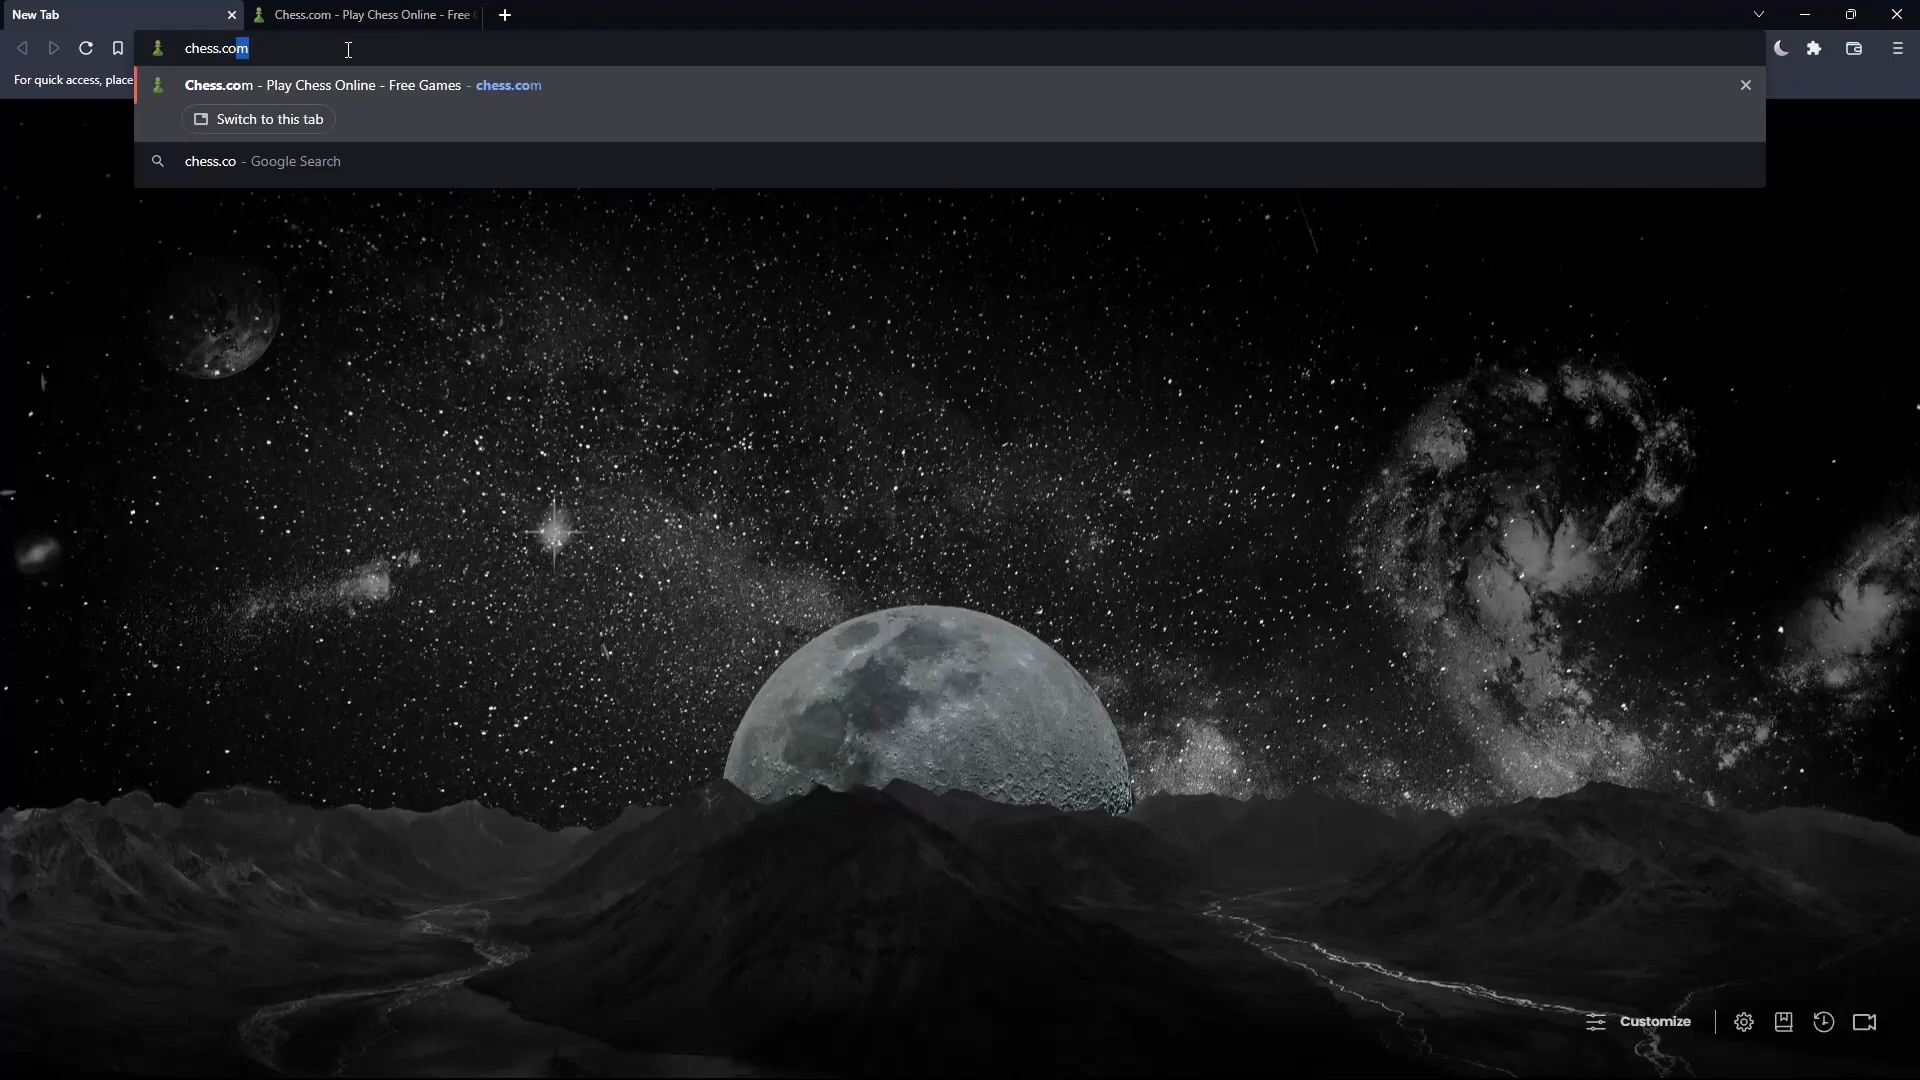 New Tab
Chess.com - Play Chess Online - Free
chess.com
For quick access, place
Chess.com - Play Chess Online - Free Games - chess.com
Switch to this tab
chess.co - Google Search
Customize